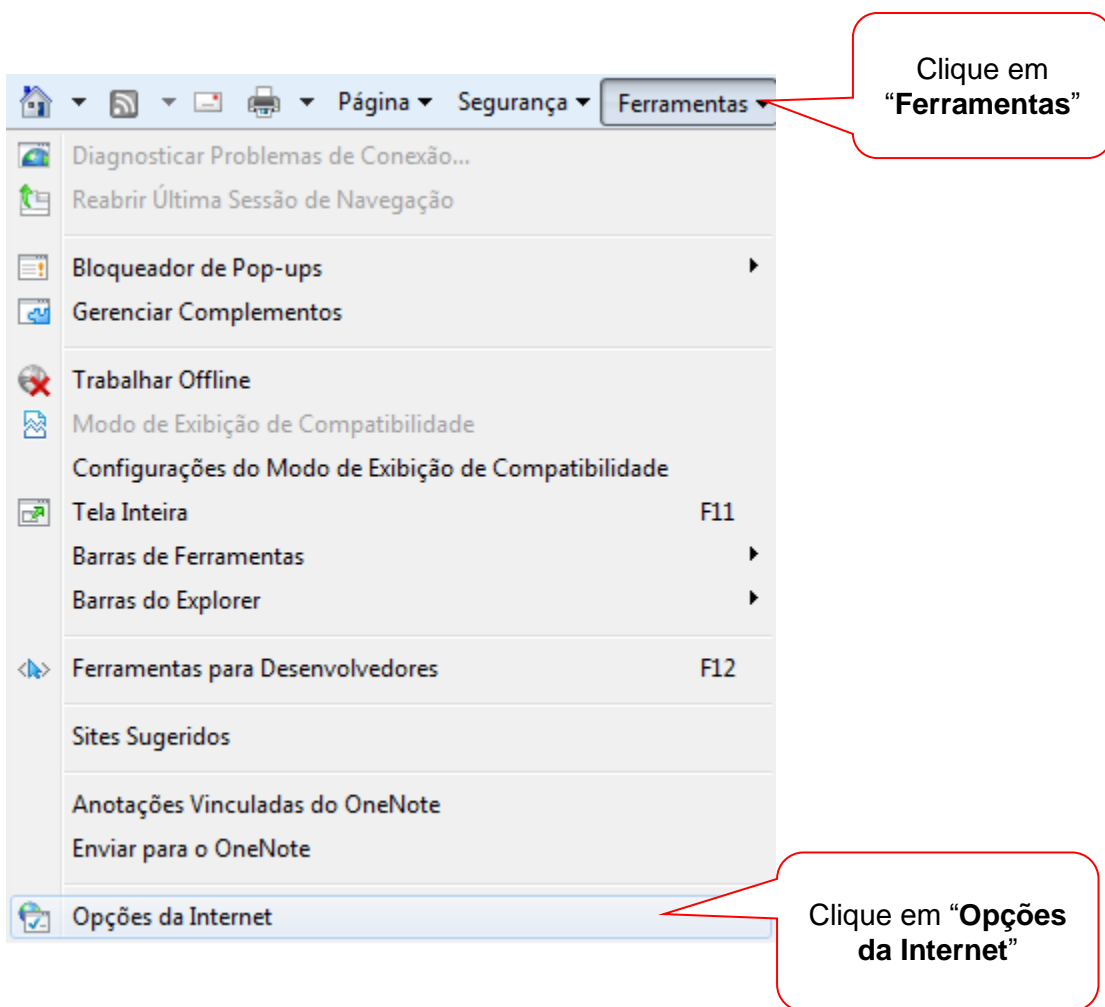 Clique em
“Ferramentas”
Página Segurança Ferramentas
Diagnosticar Problemas de Conexão...
Reabrir Última Sessão de Navegação
Bloqueador de Pop-ups
Gerenciar Complementos
Trabalhar Offline
Modo de Exibição de Compatibilidade
Configurações do Modo de Exibição de Compatibilidade
Tela Inteira F11
Barras de Ferramentas
Barras do Explorer
Ferramentas para Desenvolvedores F12
Sites Sugeridos
Anotações Vinculadas do OneNote
Enviar para o OneNote
Opções da Internet
Clique em “Opções
da Internet”